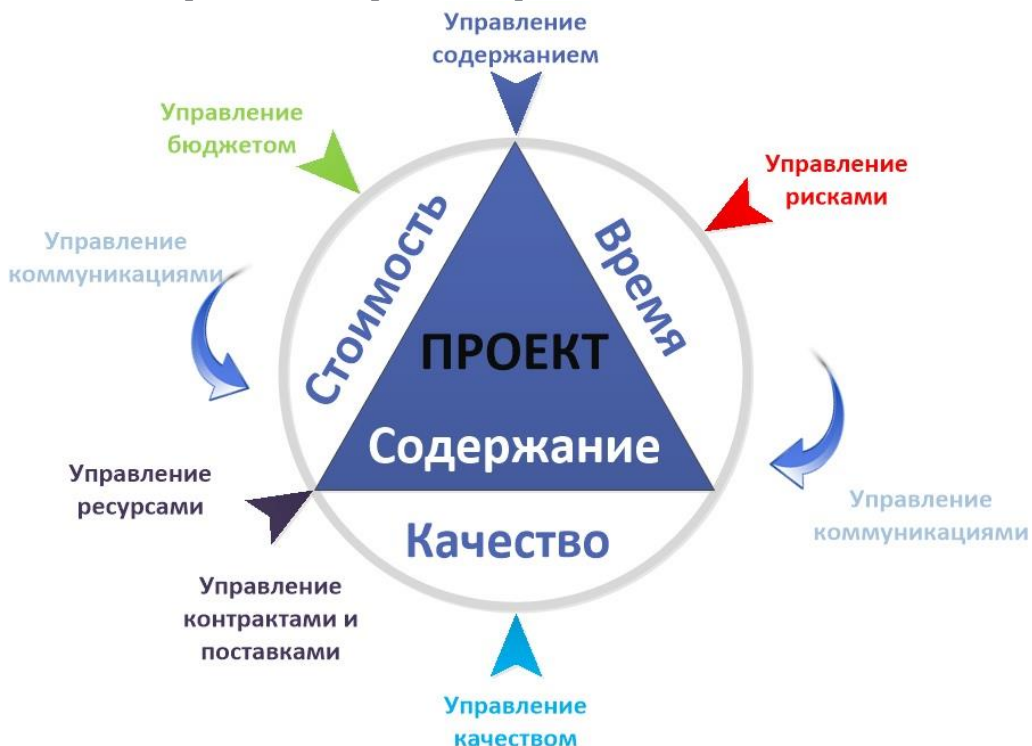 Управление
содержанием
Управление
бюджетом
Управление
рисками
Управление
коммуникациями
Стоимость
Время
ПРОЕКТ
Содержание
Управление
ресурсами
Качество
Управление
коммуникациями
Управление
контрактами и
поставками
Управление
качеством